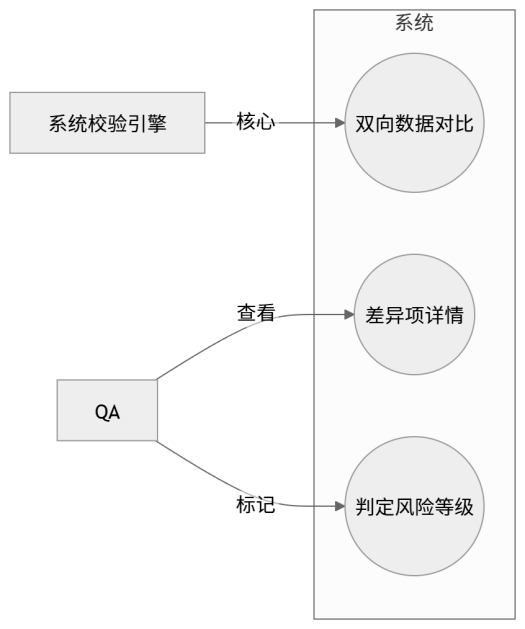 系统
系统校验引擎
核心
双向数据对比
查看
差异项详情
QA
标记
判定风险等级